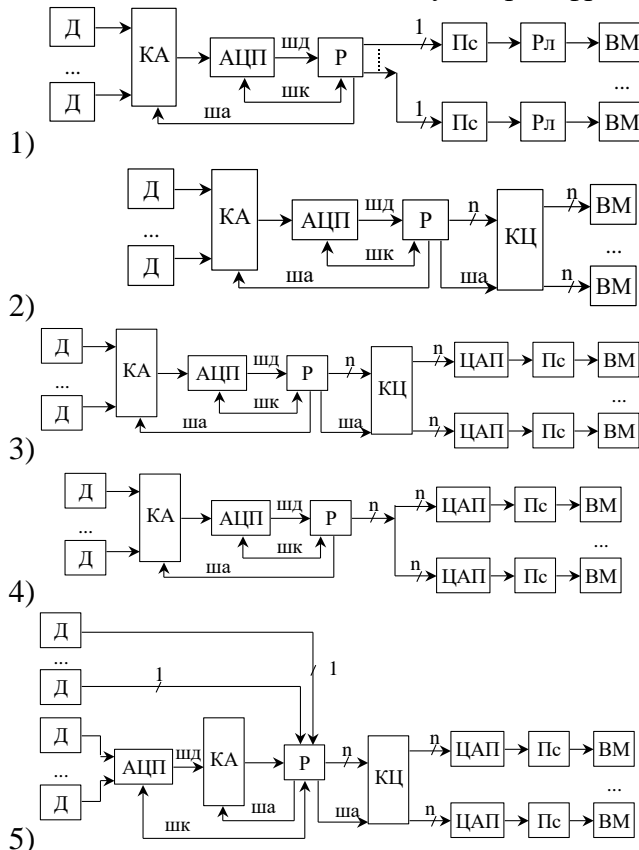 Д КА АЦП шд Р 1 Пс Рл ВМ
... шк ...
Д ша 1 Пс Рл ВМ
1)
Д КА АЦП шд Р n КЦ n ВМ
... шк ...
Д ша ша n ВМ
2)
Д КА АЦП шд Р n КЦ n ЦАП Пс ВМ
... шк ...
Д ша ша n ЦАП Пс ВМ
3)
Д КА АЦП шд Р n n ЦАП Пс ВМ
... шк ...
Д ша n ЦАП Пс ВМ
4)
Д
...
Д 1 1
Д АЦП шд КА Р n КЦ n ЦАП Пс ВМ
... ша ...
Д шк ша n ЦАП Пс ВМ
5)